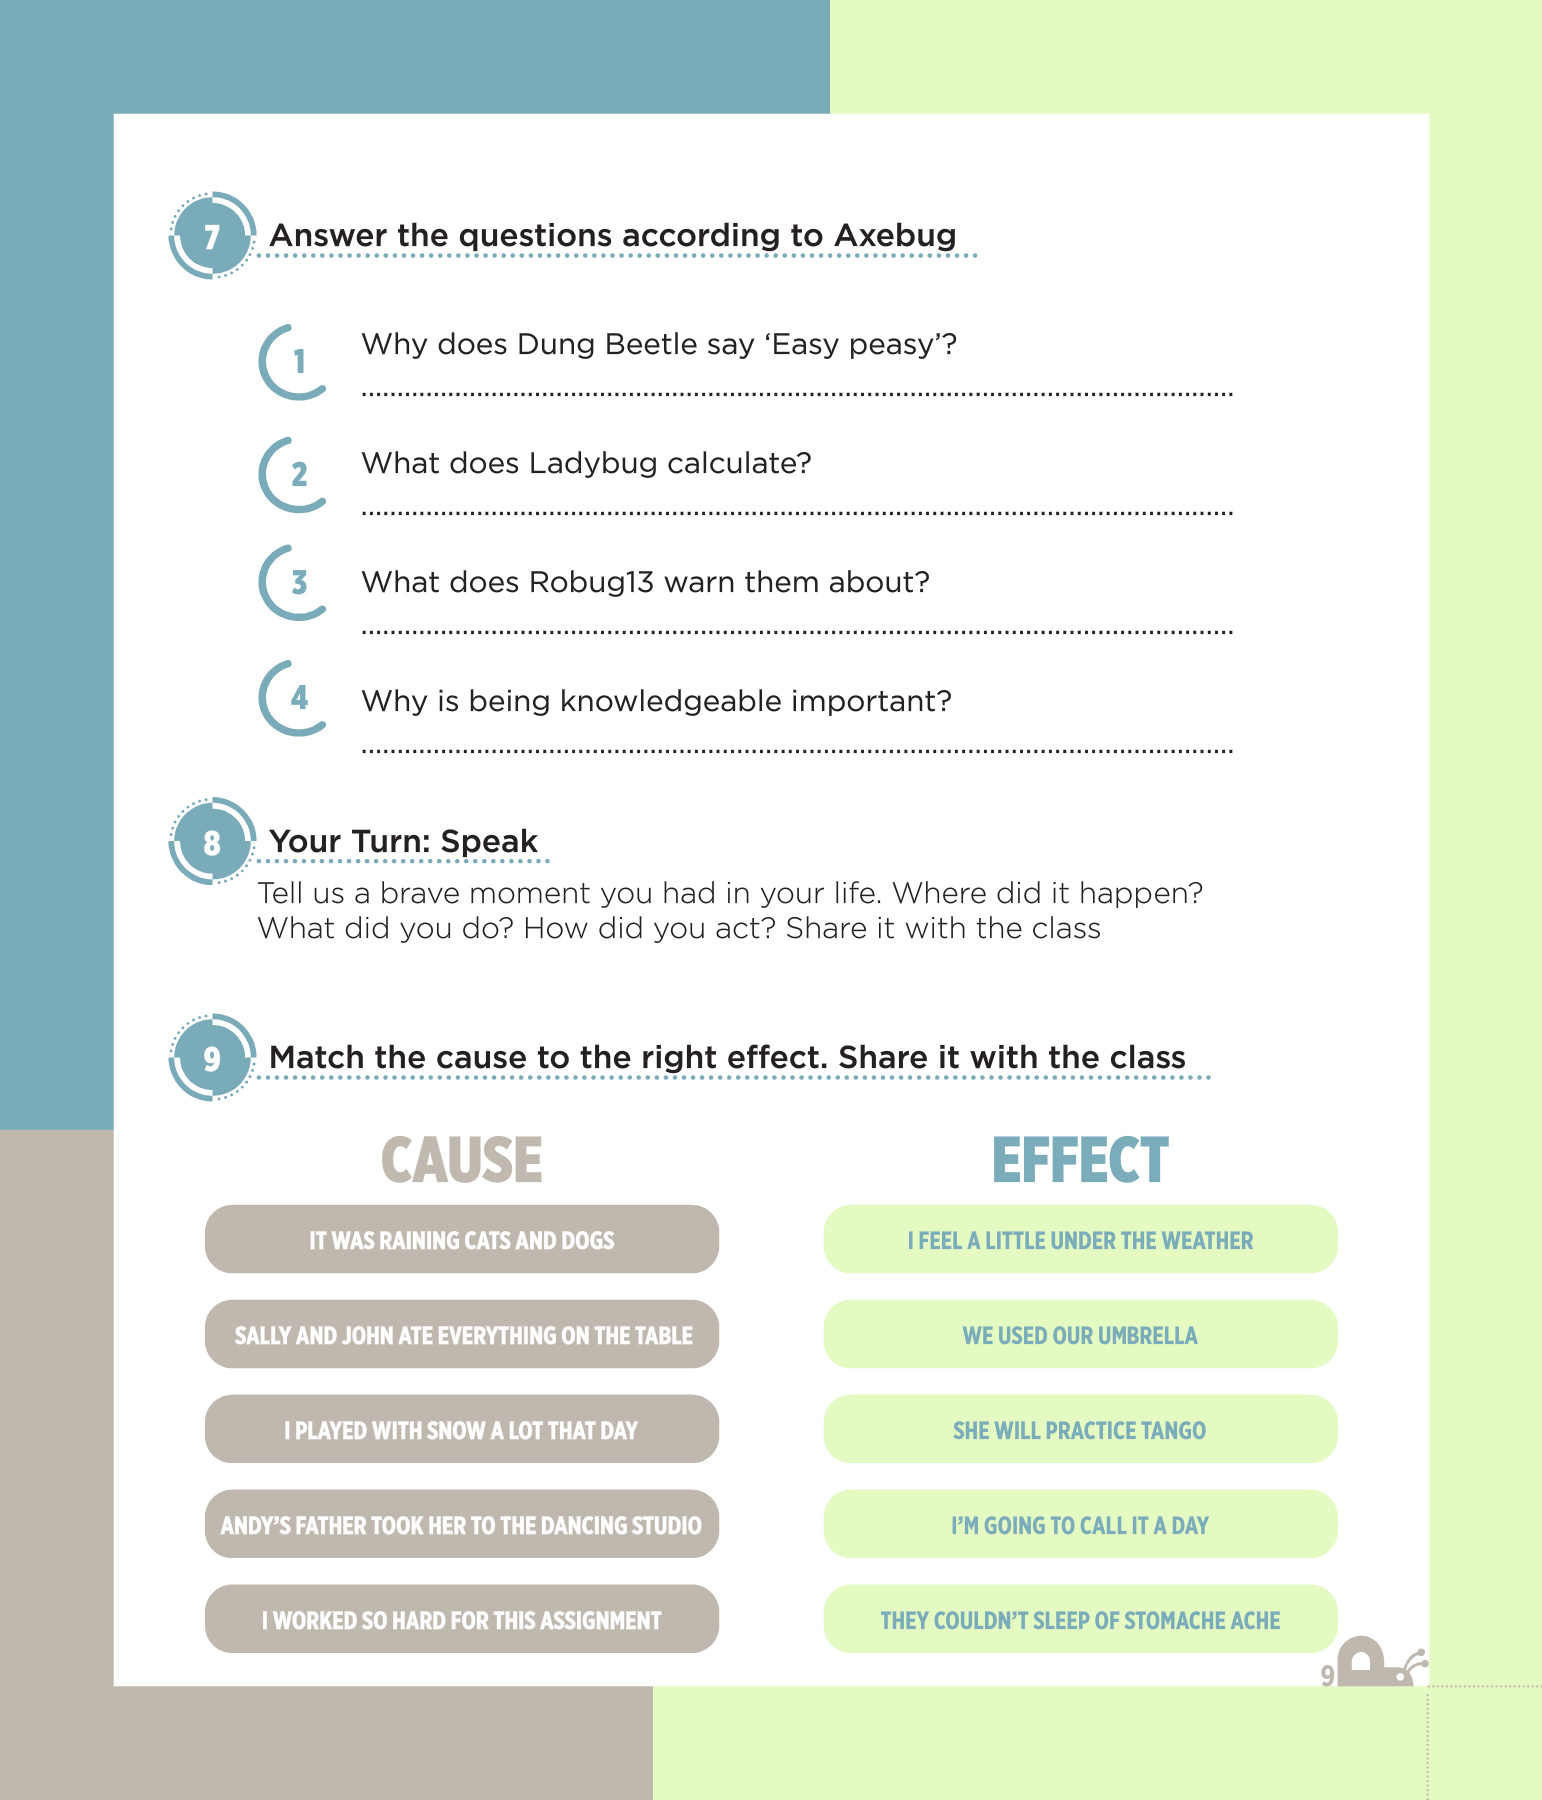 7 Answer the questions according to Axebug
1 Why does Dung Beetle say ‘Easy peasy’?
2 What does Ladybug calculate?
3 What does Robug13 warn them about?
4 Why is being knowledgeable important?
8 Your Turn: Speak
Tell us a brave moment you had in your life. Where did it happen?
What did you do? How did you act? Share it with the class
9 Match the cause to the right effect. Share it with the class
CAUSE
IT WAS RAINING CATS AND DOGS
SALLY AND JOHN ATE EVERYTHING ON THE TABLE
I PLAYED WITH SNOW A LOT THAT DAY
ANDY’S FATHER TOOK HER TO THE DANCING STUDIO
I WORKED SO HARD FOR THIS ASSIGNMENT
EFFECT
I FEEL A LITTLE UNDER THE WEATHER
WE USED OUR UMBRELLA
SHE WILL PRACTICE TANGO
I’M GOING TO CALL IT A DAY
THEY COULDN’T SLEEP OF STOMACHE ACHE
9